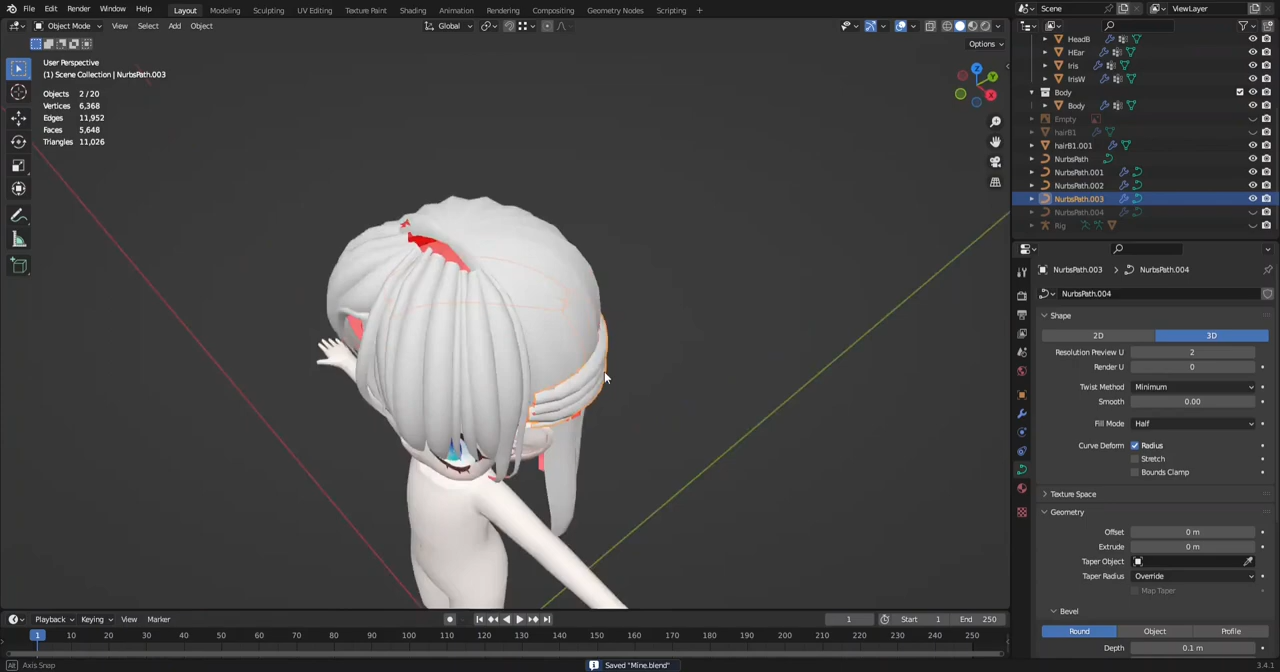 File Edit Render Window Help Layout Modeling Sculpting UV Editing Texture Paint Shading Animation Rendering Compositing Geometry Nodes Scripting + Scene ViewLayer
Object Mode View Select Add Object Global
Options
User Perspective
(1) Scene Collection | NurbsPath.003
Objects 2 / 20
Vertices 6,368
Edges 11,952
Faces 5,648
Triangles 11,026
Z
Y
X
HeadB
HEar
Iris
IrisW
Body
Body
Empty
hairB1
hairB1.001
NurbsPath
NurbsPath.001
NurbsPath.002
NurbsPath.003
NurbsPath.004
Rig
NurbsPath.003 > NurbsPath.004
NurbsPath.004
Shape
2D 3D
Resolution Preview U 2
Render U 0
Twist Method Minimum
Smooth 0.00
Fill Mode Half
Curve Deform Radius
Stretch
Bounds Clamp
Texture Space
Geometry
Offset 0 m
Extrude 0 m
Taper Object
Taper Radius Override
Map Taper
Bevel
Round Object Profile
Depth 0.1 m
Playback Keying View Marker 1 Start 1 End 250
1 10 20 30 40 50 60 70 80 90 100 110 120 130 140 150 160 170 180 190 200 210 220 230 240 250
Axis Snap Saved "Mine.blend" 3.4.1